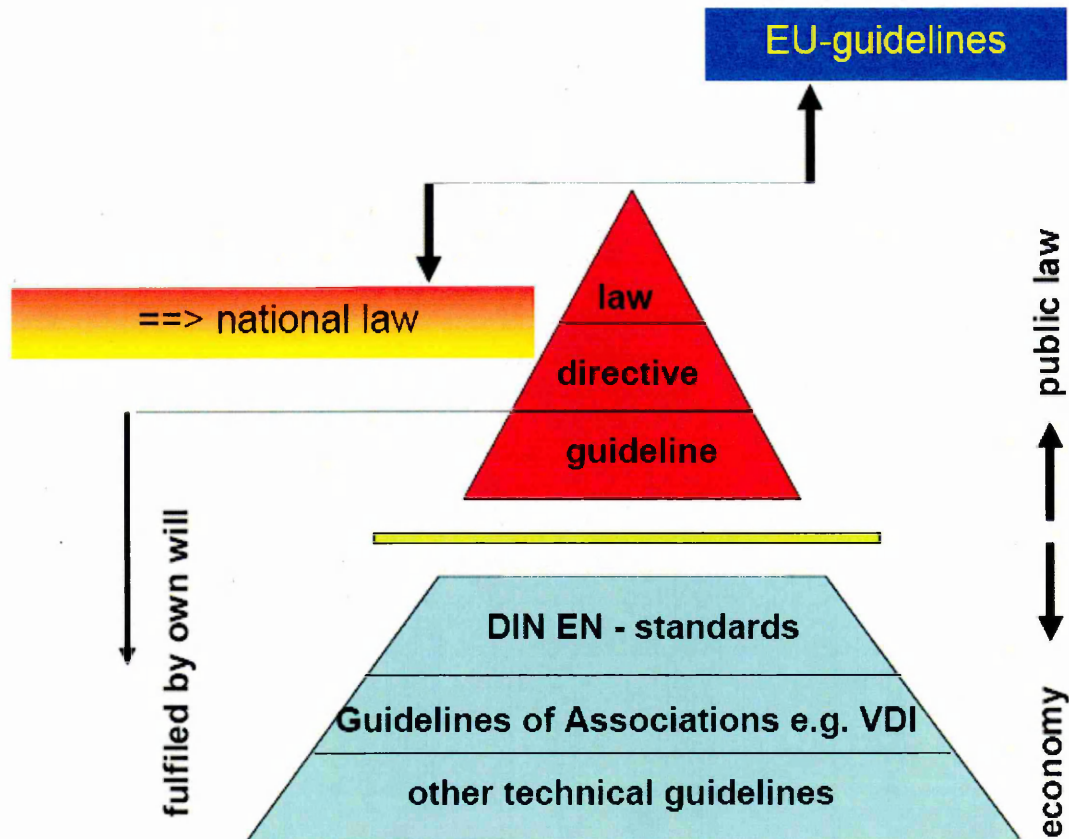 EU-guidelines
law
==> national law
directive
guideline
public law
fulfiled by own will
DIN EN - standards
Guidelines of Associations e.g. VDI
other technical guidelines
economy